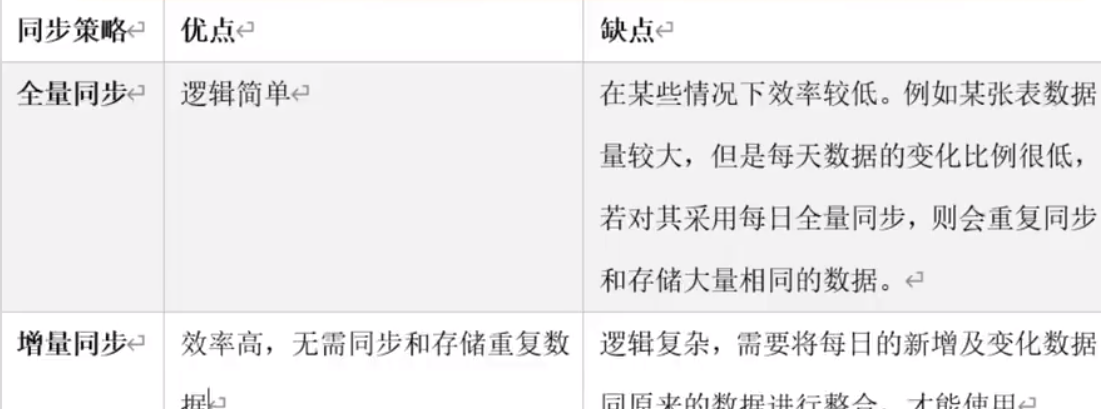 同步策略 优点 缺点
全量同步 逻辑简单 在某些情况下效率较低。例如某张表数据
量较大，但是每天数据的变化比例很低，
若对其采用每日全量同步，则会重复同步
和存储大量相同的数据。
增量同步 效率高，无需同步和存储重复数 逻辑复杂，需要将每日的新增及变化数据
据 同原来的数据进行整合，才能使用